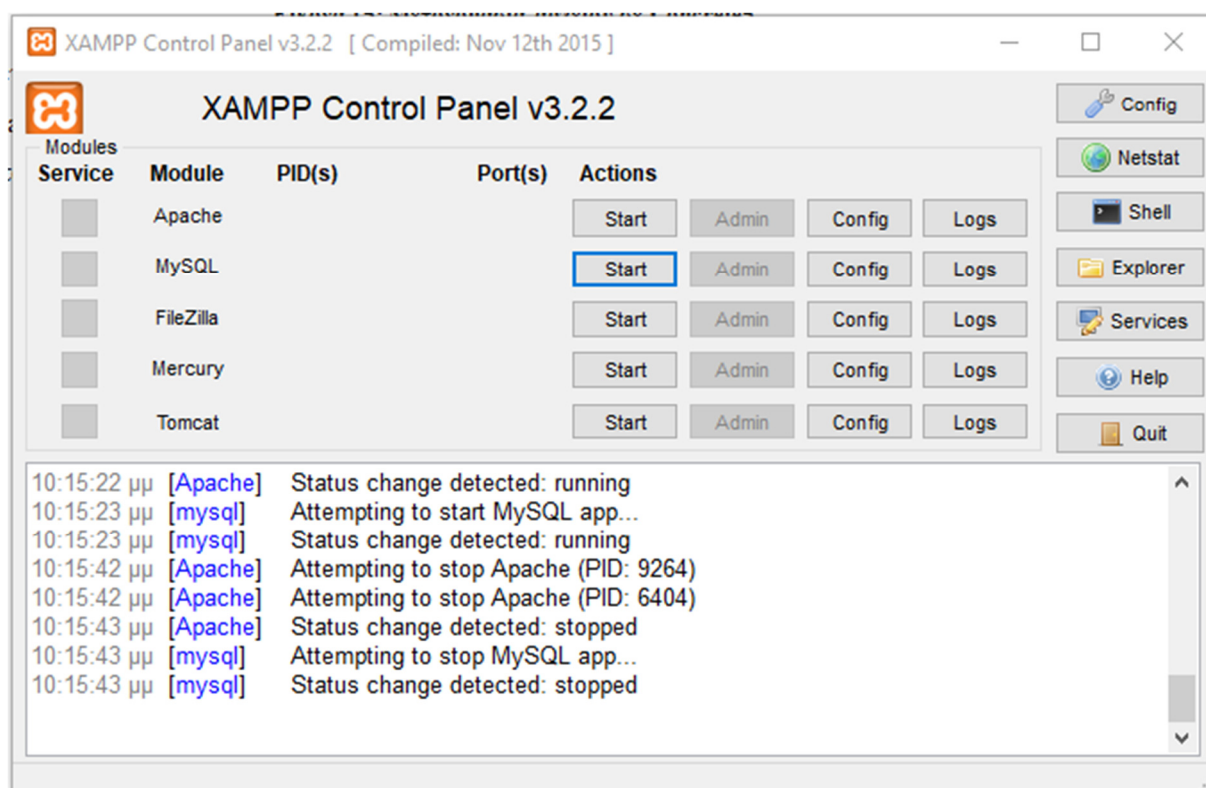 XAMPP Control Panel v3.2.2 [ Compiled: Nov 12th 2015 ]
XAMPP Control Panel v3.2.2
Config
Modules
Netstat
Service Module PID(s) Port(s) Actions
Shell
Apache Start Admin Config Logs
MySQL Start Admin Config Logs
Explorer
FileZilla Start Admin Config Logs
Services
Mercury Start Admin Config Logs
Help
Tomcat Start Admin Config Logs
Quit
10:15:22 μμ [Apache] Status change detected: running
10:15:23 μμ [mysql] Attempting to start MySQL app...
10:15:23 μμ [mysql] Status change detected: running
10:15:42 μμ [Apache] Attempting to stop Apache (PID: 9264)
10:15:42 μμ [Apache] Attempting to stop Apache (PID: 6404)
10:15:43 μμ [Apache] Status change detected: stopped
10:15:43 μμ [mysql] Attempting to stop MySQL app...
10:15:43 μμ [mysql] Status change detected: stopped